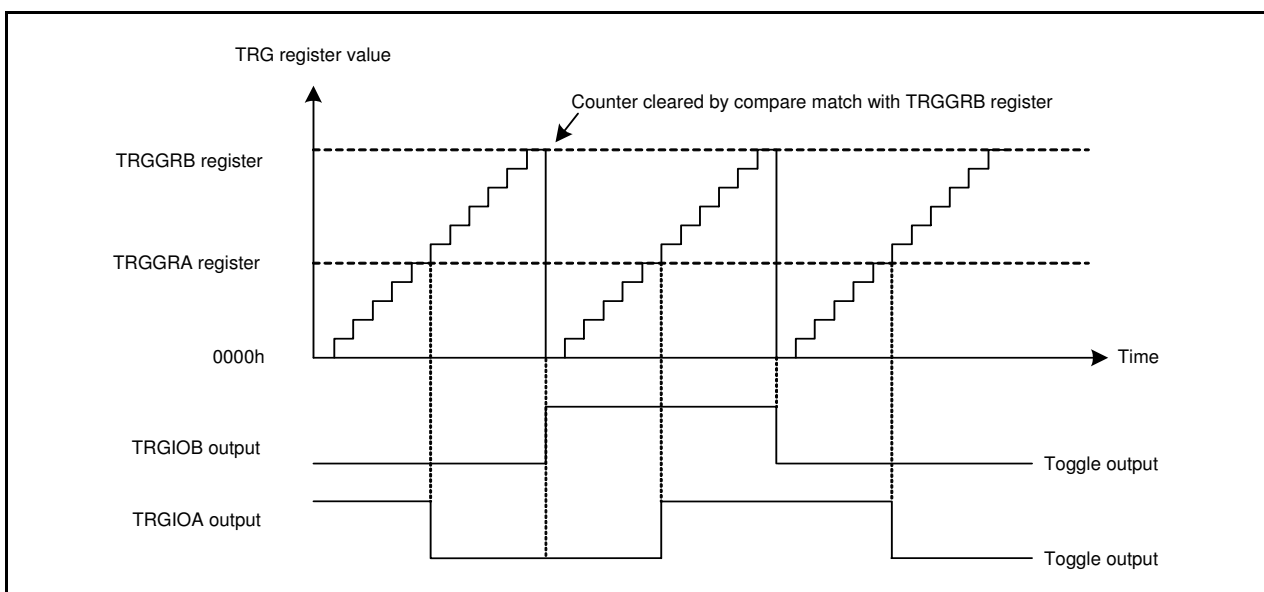 TRG register value
Counter cleared by compare match with TRGGRB register
TRGGRB register
TRGGRA register
0000h
Time
TRGIOB output
Toggle output
TRGIOA output
Toggle output